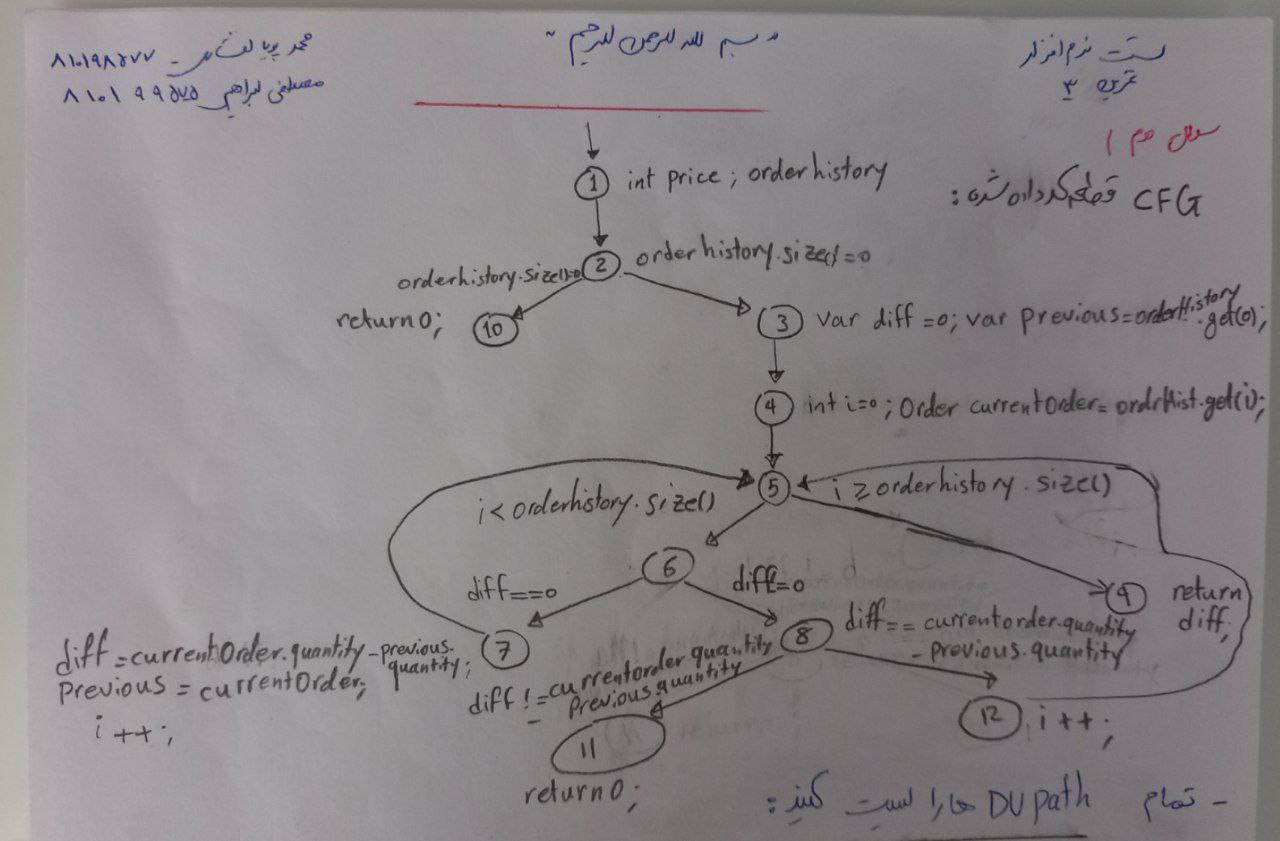 « بسم الله الرحمن الرحیم »
تست نرم افزار
تمرین ۳
محمد پویا
۸۱۰۱۹۸۵۷۷
مصطفی ابراهیمی ۸۱۰۱۹۹۵۷۵
سوال دوم ۱
CFG قطعه کد داده شده :
1 int price ; orderhistory
2 orderhistory.size()!=0
orderhistory.size()=0
return 0; 10
3 var diff =0; var previous=orderHistory.get(0);
4 int i=0 ; Order currentOrder= ordrHist.get(i);
5
i < orderhistory.size()
i ≥ orderhistory.size()
6
diff==0
diff!=0
9 return
diff;
7
diff =currentOrder.quantity-previous.
quantity;
Previous = currentOrder;
i ++;
8 diff== currentorder.quantity
- previous.quantity
diff != currentorder.quantity
- Previous.quantity
11
return 0;
12 i++;
- تمام DU path ها را لیست کنید :